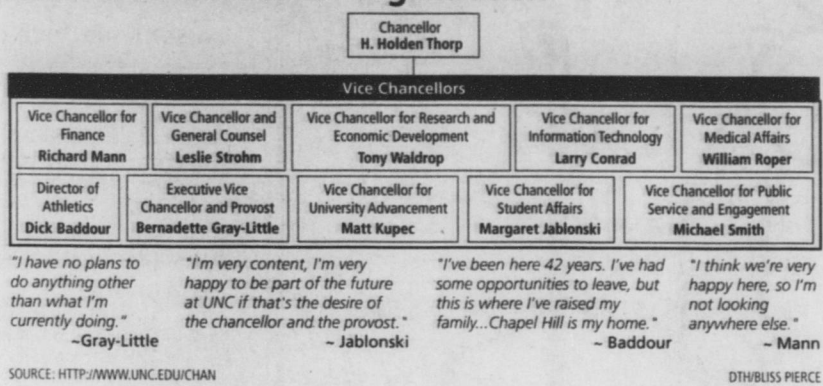 Chancellor
H. Holden Thorp
Vice Chancellors
Vice Chancellor for
Finance
Richard Mann
Vice Chancellor and
General Counsel
Leslie Strohm
Vice Chancellor for Research and
Economic Development
Tony Waldrop
Vice Chancellor for
Information Technology
Larry Conrad
Vice Chancellor for
Medical Affairs
William Roper
Director of
Athletics
Dick Baddour
Executive Vice
Chancellor and Provost
Bernadette Gray-Little
Vice Chancellor for
University Advancement
Matt Kupec
Vice Chancellor for
Student Affairs
Margaret Jablonski
Vice Chancellor for Public
Service and Engagement
Michael Smith
"I have no plans to
do anything other
than what I'm
currently doing."
~Gray-Little
"I'm very content, I'm very
happy to be part of the future
at UNC if that's the desire of
the chancellor and the provost."
~ Jablonski
"I've been here 42 years. I've had
some opportunities to leave, but
this is where I've raised my
family...Chapel Hill is my home."
~ Baddour
"I think we're very
happy here, so I'm
not looking
anywhere else."
~ Mann
SOURCE: HTTP://WWW.UNC.EDU/CHAN
DTH/BLISS PIERCE